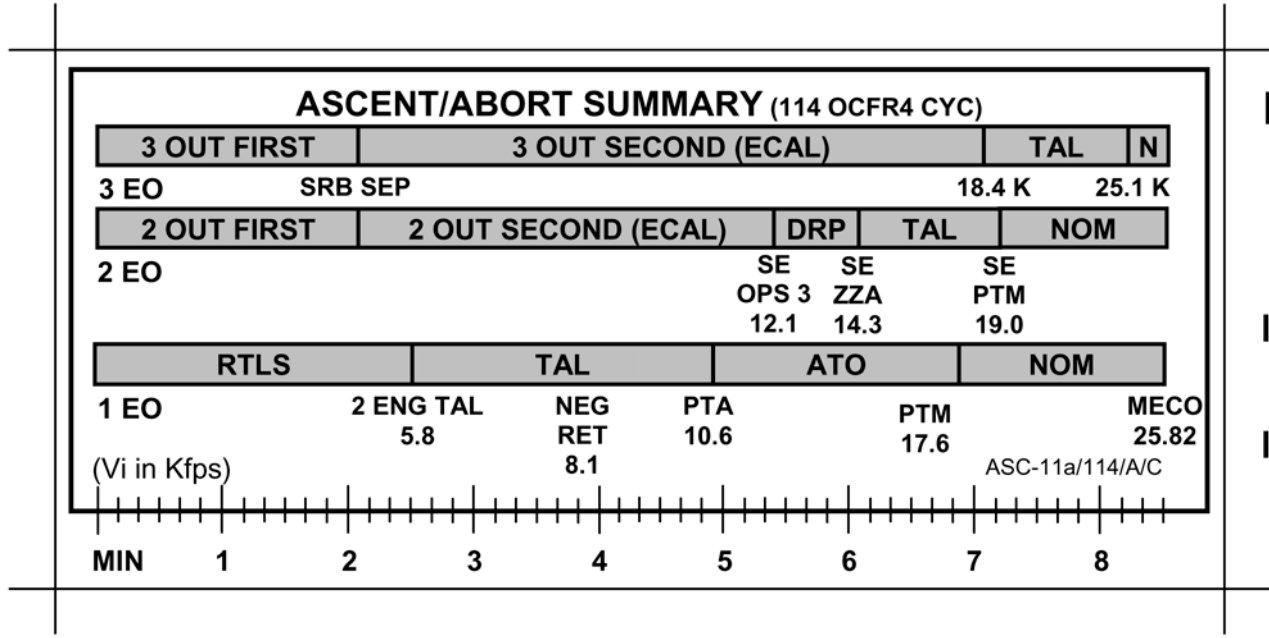 ASCENT/ABORT SUMMARY (114 OCFR4 CYC)
3 OUT FIRST 3 OUT SECOND (ECAL) TAL N
3 EO SRB SEP 18.4 K 25.1 K
2 OUT FIRST 2 OUT SECOND (ECAL) DRP TAL NOM
2 EO SE SE SE
OPS 3 ZZA PTM
12.1 14.3 19.0
RTLS TAL ATO NOM
1 EO 2 ENG TAL NEG PTA PTM MECO
5.8 RET 10.6 17.6 25.82
(Vi in Kfps) 8.1 ASC-11a/114/A/C
MIN 1 2 3 4 5 6 7 8